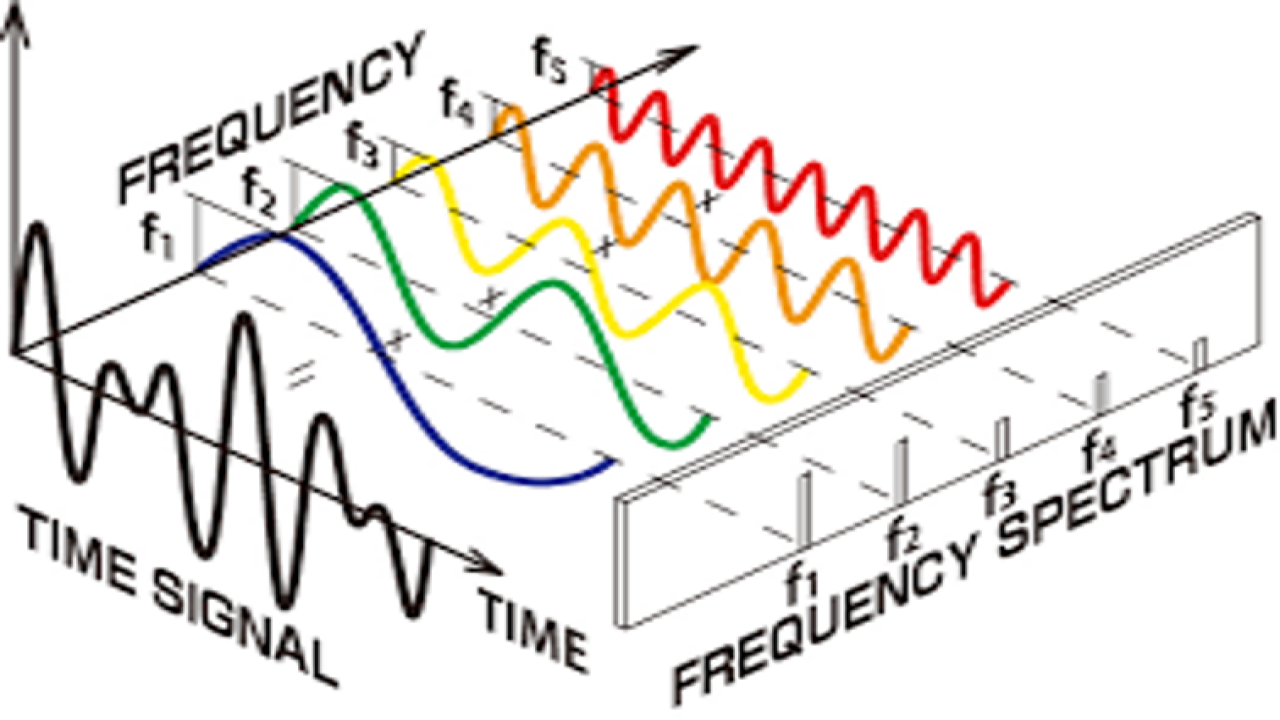 FREQUENCY
f1
f2
f3
f4
f5
=
+
+
+
+
TIME SIGNAL
TIME
f1
f2
f3
f4
f5
FREQUENCY SPECTRUM